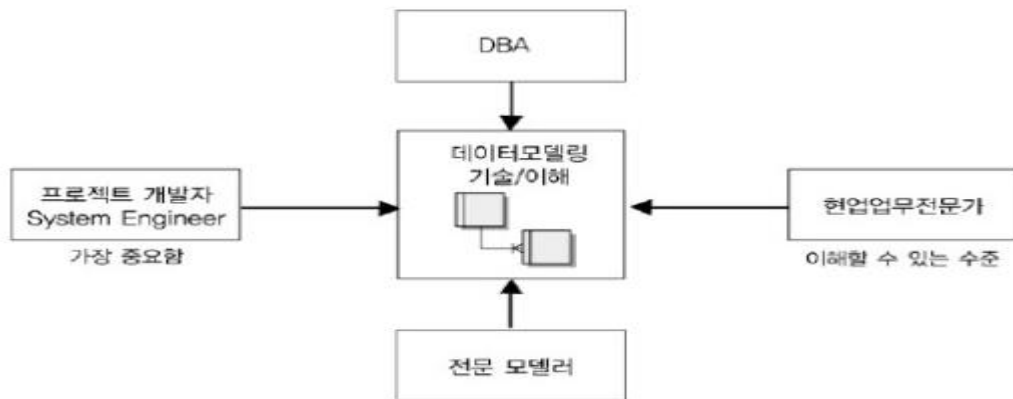 DBA
데이터모델링
기술/이해
프로젝트 개발자
System Engineer
가장 중요함
현업업무전문가
이해할 수 있는 수준
전문 모델러